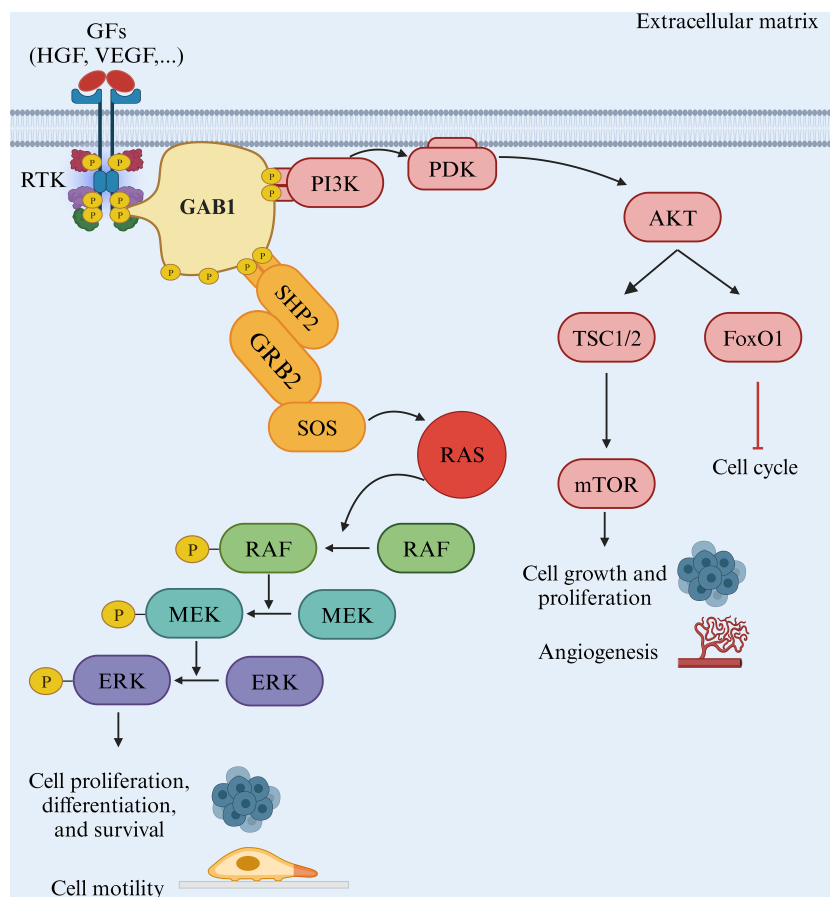 Extracellular matrix
GFs
(HGF, VEGF,...)
RTK
P
P
P
P
P
P
GAB1
P
P
PI3K
PDK
AKT
P
P
P
P
SHP2
GRB2
SOS
RAS
TSC1/2
FoxO1
mTOR
Cell cycle
P
RAF
RAF
Cell growth and
proliferation
P
MEK
MEK
Angiogenesis
P
ERK
ERK
Cell proliferation,
differentiation,
and survival
Cell motility